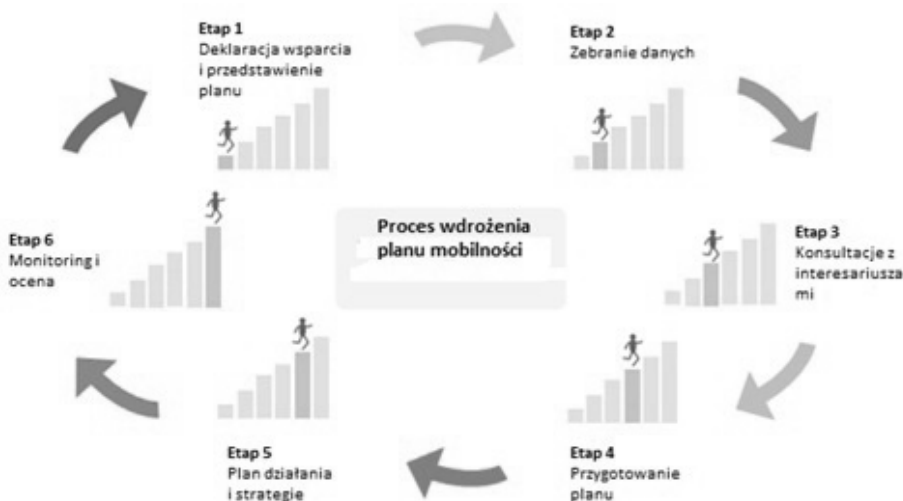 Etap 1
Deklaracja wsparcia
i przedstawienie
planu
Etap 2
Zebranie danych
Proces wdrożenia
planu mobilności
Etap 3
Konsultacje z
interesariusza
mi
Etap 4
Przygotowanie
planu
Etap 5
Plan działania
i strategie
Etap 6
Monitoring i
ocena